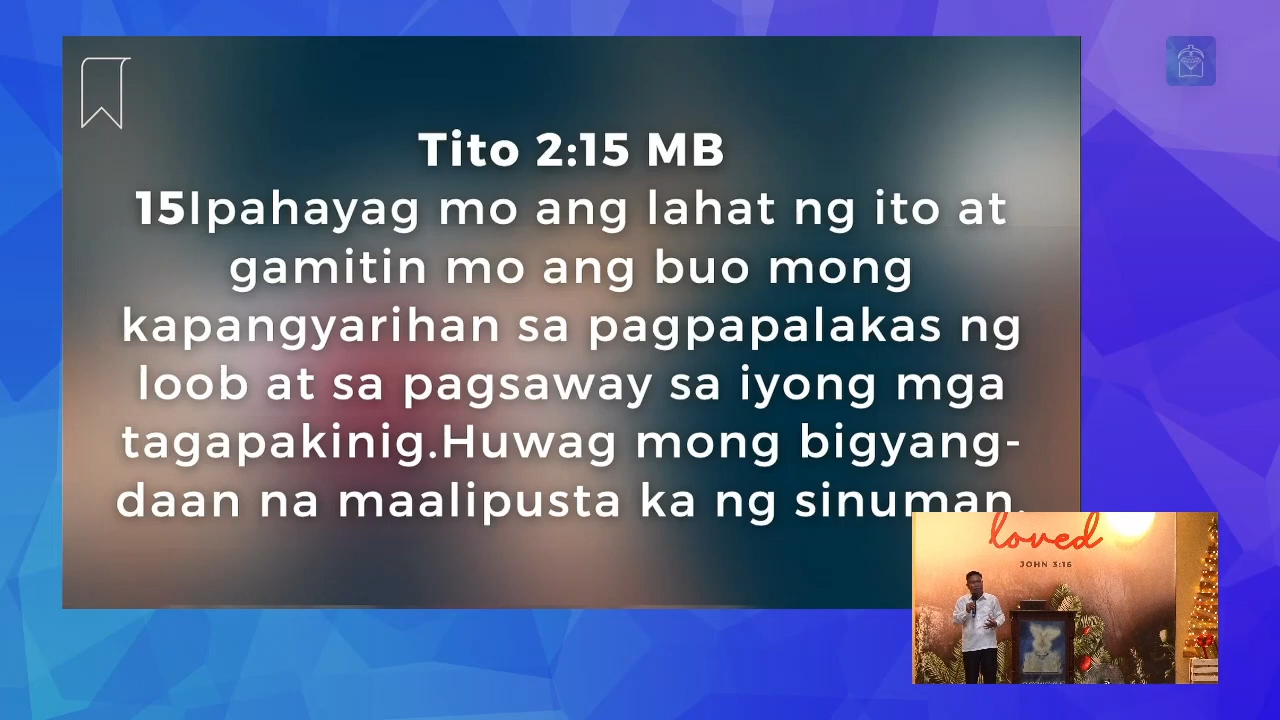 Tito 2:15 MB
15Ipahayag mo ang lahat ng ito at
gamitin mo ang buo mong
kapangyarihan sa pagpapalakas ng
loob at sa pagsaway sa iyong mga
tagapakinig.Huwag mong bigyang-
daan na maalipusta ka ng sinuman.
loved
JOHN 3:16